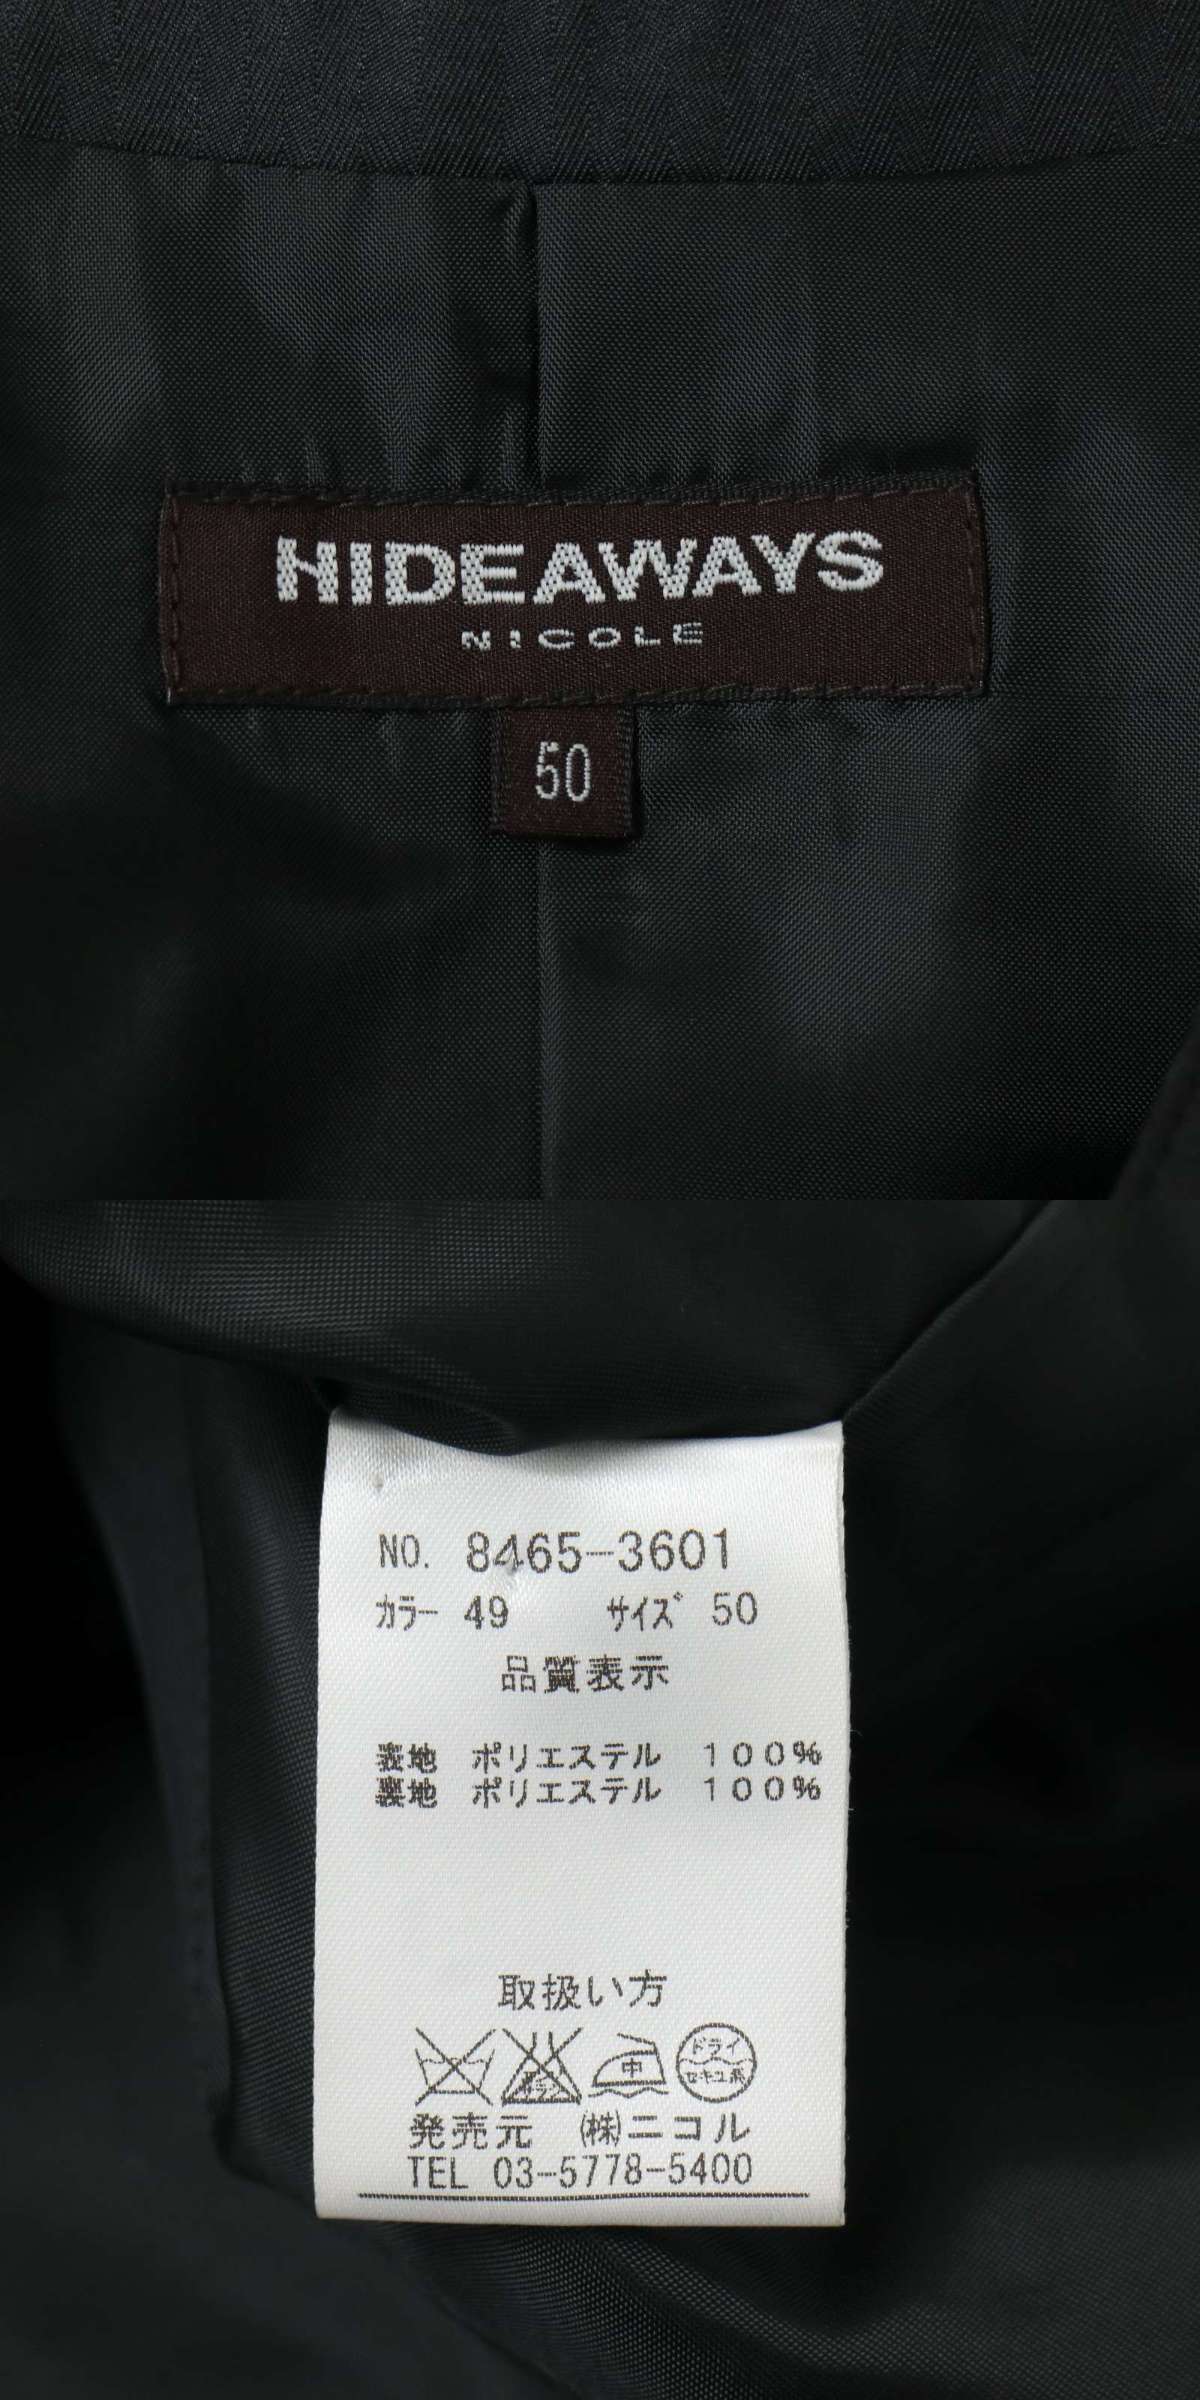 HIDEAWAYS
NICOLE
50
NO. 8465-3601
カラー 49 サイズ 50
品質表示
表地 ポリエステル 100%
裏地 ポリエステル 100%
取扱い方
中
ドライ
セキユ系
発売元 (株)ニコル
TEL 03-5778-5400